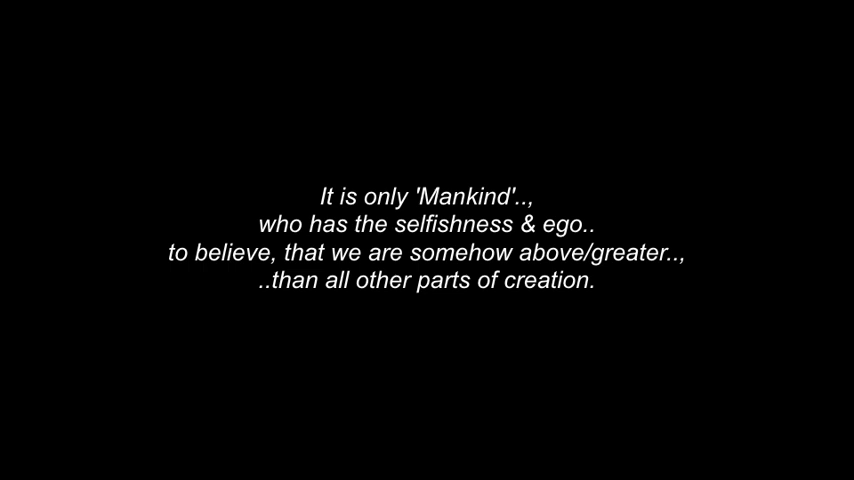 It is only 'Mankind'..,
who has the selfishness & ego..
to believe, that we are somehow above/greater..,
..than all other parts of creation.